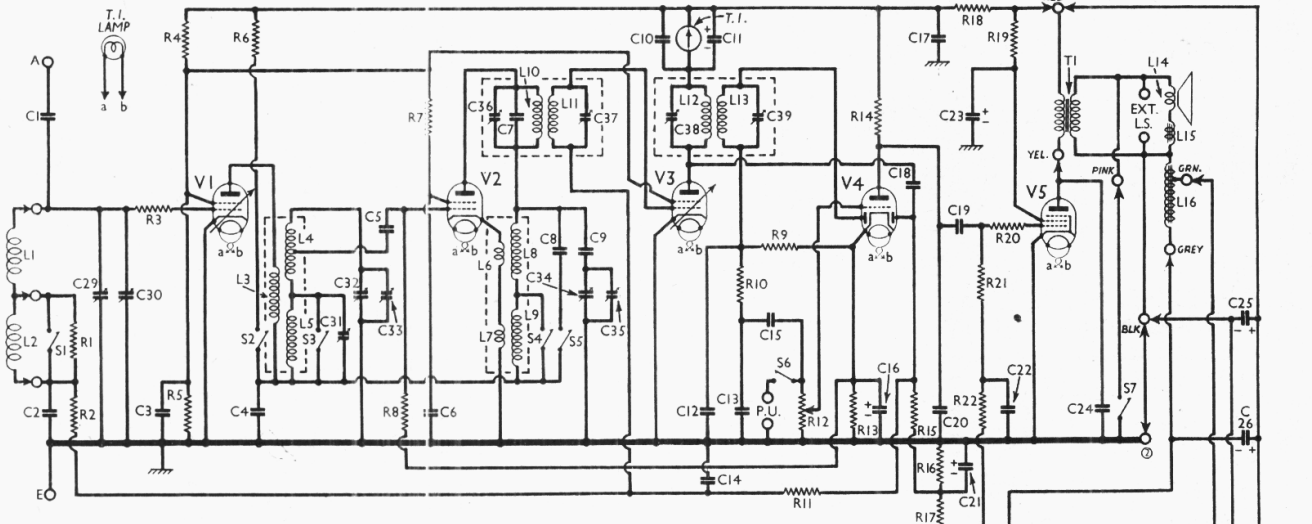 T.I.
LAMP
a b
A
C1
R4
R6
C10
T.I.
+
-
C11
C17
R18
R19
R7
L10
C36
C7
L11
C37
L12
C38
L13
C39
R14
C23
+
-
T1
L14
EXT.
L.S.
L15
YEL.
PINK
GRN.
L16
GREY
V1
V2
V3
V4
V5
C18
C19
R20
R3
L1
C29
C30
L2
S1
R1
C2
R2
C3
R5
a b
L3
L4
L5
S2
S3
C31
C32
C33
C4
C5
R8
C6
a b
L6
L7
L8
L9
C8
C9
C34
C35
S4
S5
a b
R9
R10
C15
S6
P.U.
C12
C13
R12
C14
R11
a b
R13
C16
+
-
R15
C20
R16
+
-
C21
R17
R21
R22
C22
a b
C24
S7
BLK
C25
- +
C
26
- +
2
E